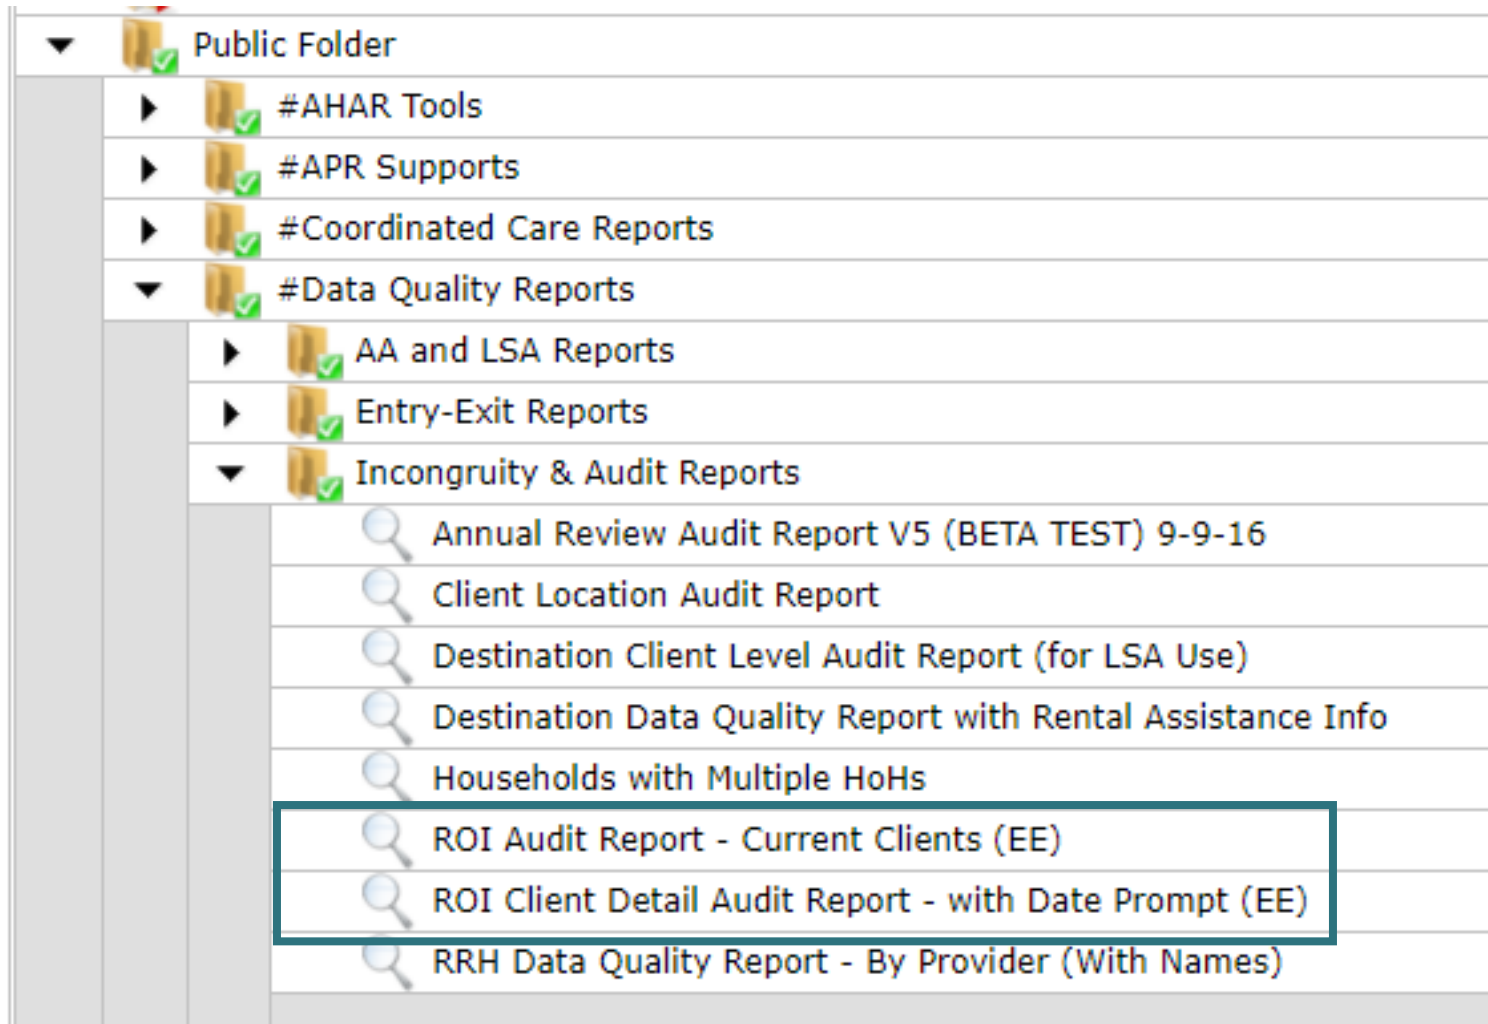 Public Folder
#AHAR Tools
#APR Supports
#Coordinated Care Reports
#Data Quality Reports
AA and LSA Reports
Entry-Exit Reports
Incongruity & Audit Reports
Annual Review Audit Report V5 (BETA TEST) 9-9-16
Client Location Audit Report
Destination Client Level Audit Report (for LSA Use)
Destination Data Quality Report with Rental Assistance Info
Households with Multiple HoHs
ROI Audit Report - Current Clients (EE)
ROI Client Detail Audit Report - with Date Prompt (EE)
RRH Data Quality Report - By Provider (With Names)